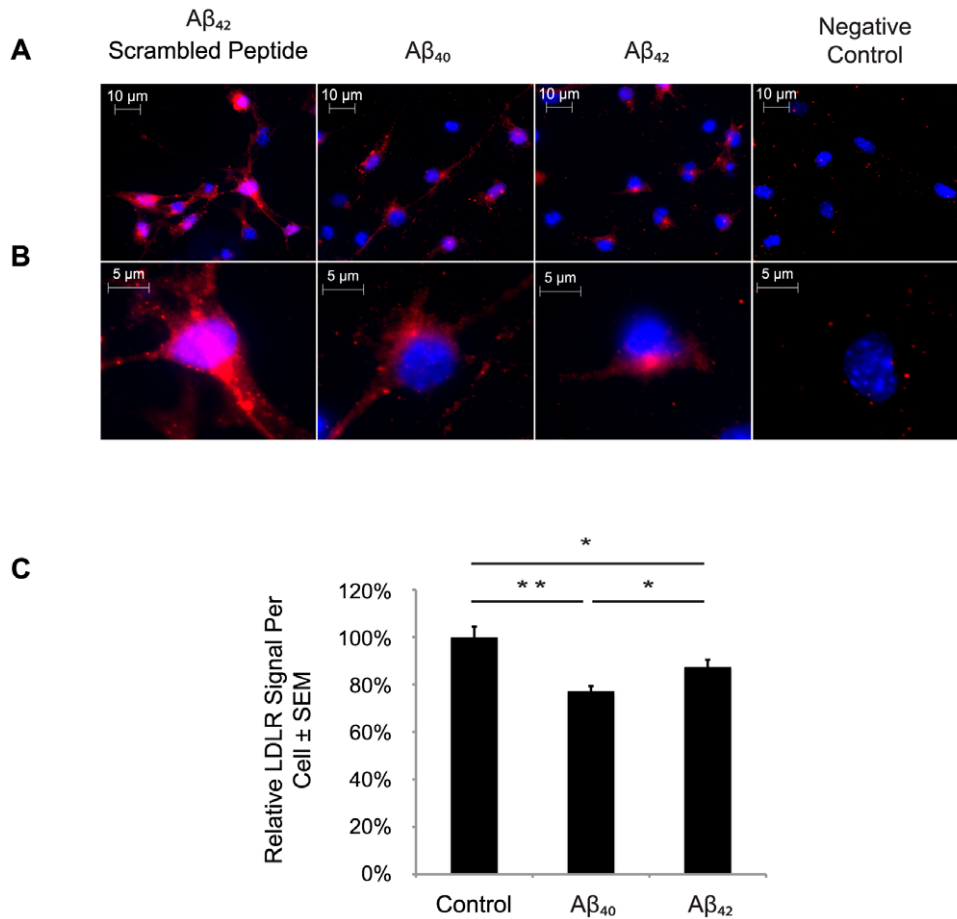 A
Aβ₄₂
Scrambled Peptide
Aβ₄₀
Aβ₄₂
Negative
Control
10 µm
10 µm
10 µm
10 µm
B
5 µm
5 µm
5 µm
5 µm
C
*
* *
*
Relative LDLR Signal Per
Cell ± SEM
120%
100%
80%
60%
40%
20%
0%
Control
Aβ₄₀
Aβ₄₂